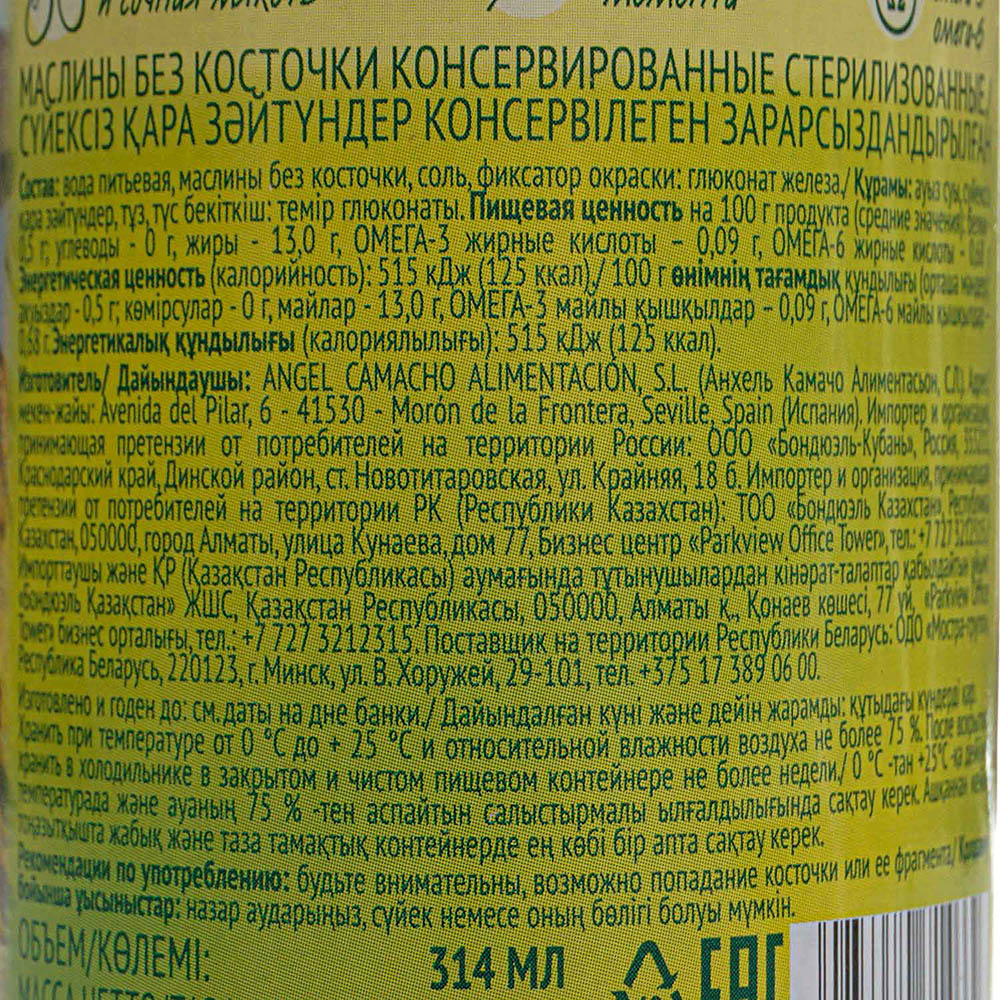 и сочная мякоть момента
омега-6
МАСЛИНЫ БЕЗ КОСТОЧКИ КОНСЕРВИРОВАННЫЕ СТЕРИЛИЗОВАННЫЕ
СҮЙЕКСІЗ ҚАРА ЗӘЙТҮНДЕР КОНСЕРВІЛЕГЕН ЗАРАРСЫЗДАНДЫРЫЛҒАН
Состав: вода питьевая, маслины без косточки, соль, фиксатор окраски: глюконат железа./ Құрамы: ауыз суы, сүйексіз
қара зәйтүндер, тұз, түс бекіткіш: темір глюконаты. Пищевая ценность на 100 г продукта (средние значения): белки
0,5 г; углеводы - 0 г, жиры - 13,0 г, ОМЕГА-3 жирные кислоты – 0,09 г, ОМЕГА-6 жирные кислоты - 0,68
Энергетическая ценность (калорийность): 515 кДж (125 ккал)./ 100 г өнімнің тағамдық құндылығы (орташа
ақуыздар - 0,5 г; көмірсулар - 0 г, майлар - 13,0 г, ОМЕГА-3 майлы қышқылдар – 0,09 г, ОМЕГА-6 майлы қышқылдар –
0,68 г. Энергетикалық құндылығы (калориялылығы): 515 кДж (125 ккал).
Изготовитель/ Дайындаушы: ANGEL CAMACHO ALIMENTACIÓN, S.L. (Анхель Камачо Алиментасьон, С.Л.), Адрес/
мекен-жайы: Avenida del Pilar, 6 - 41530 - Morón de la Frontera, Seville, Spain (Испания). Импортер и организация,
принимающая претензии от потребителей на территории России: ООО «Бондюэль-Кубань», Россия,
Краснодарский край, Динской район, ст. Новотитаровская, ул. Крайняя, 18 б. Импортер и организация, принимающая
претензии от потребителей на территории РК (Республики Казахстан): ТОО «Бондюэль Казахстан», Республика
Казахстан, 050000, город Алматы, улица Кунаева, дом 77, Бизнес центр «Parkview Office Tower», тел.: +7 727 3212315
Импорттаушы және ҚР (Қазақстан Республикасы) аумағында тұтынушылардан кінәрат-талаптар қабылдайтын ұйым:
«Бондюэль Қазақстан» ЖШС, Қазақстан Республикасы, 050000, Алматы қ., Қонаев көшесі, 77 үй, «Parkview Office
Tower» бизнес орталығы, тел.: +7 727 3212315. Поставщик на территории Республики Беларусь: ОДО «Мостра-групп»,
Республика Беларусь, 220123, г. Минск, ул. В. Хоружей, 29-101, тел. +375 17 389 06 00.
Изготовлено и годен до: см. даты на дне банки./ Дайындалған күні және дейін жарамды: құтыдағы күндерді қар.
Хранить при температуре от 0 °C до + 25 °C и относительной влажности воздуха не более 75 %. После вскрытия
хранить в холодильнике в закрытом и чистом пищевом контейнере не более недели./ 0 °C -тан +25°C -қа дейінгі
температурада және ауаның 75 % -тен аспайтын салыстырмалы ылғалдылығында сақтау керек. Ашқаннан кейін
тоңазытқышта жабық және таза тамақтық контейнерде ең көбі бір апта сақтау керек.
Рекомендации по употреблению: будьте внимательны, возможно попадание косточки или ее фрагмента/
бойынша ұсыныстар: назар аударыңыз, сүйек немесе оның бөлігі болуы мүмкін.
ОБЪЕМ/КӨЛЕМІ: 314 МЛ
МАССА НЕТТО
EAC